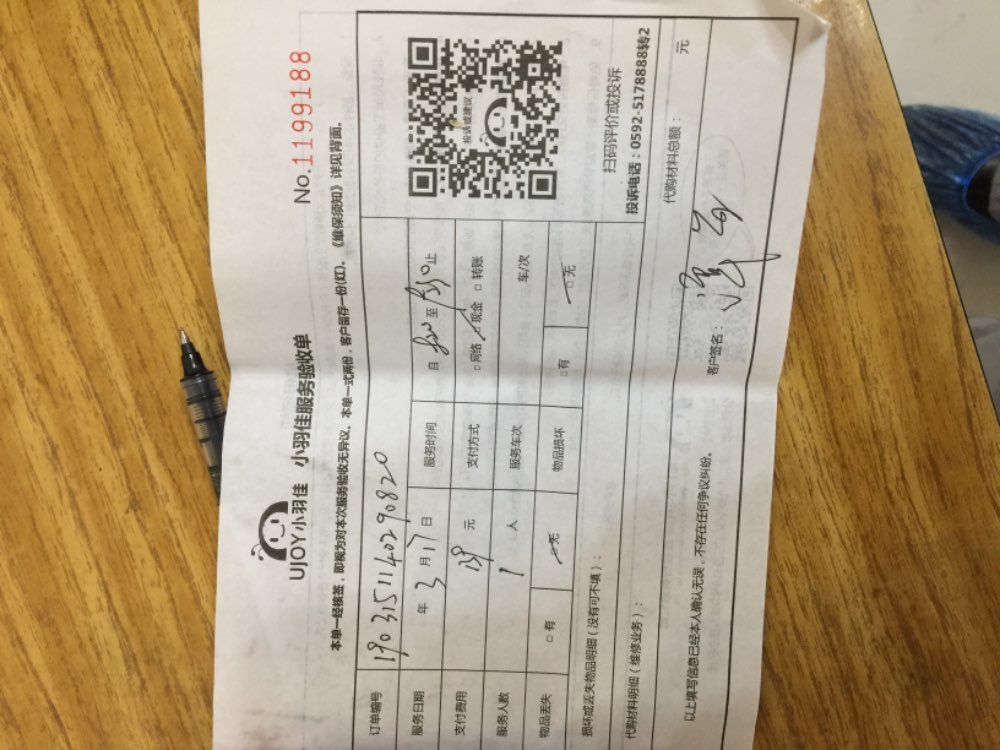 No.1199188
UJOY小羽佳 小羽佳服务验收单
本单一经核签，即视为对本次服务验收无异议。本单一式两份，客户留存一份(红)。《维保须知》详见背面。
订单编号 1903151140290820
服务日期 年 3 月 17 日 服务时间 自 至 止
支付费用 元 支付方式 □网络 □现金 □转账
服务人数 1 人 服务车次 车/次
物品丢失 □有 □无 物品损坏 □有 □无
投诉或建议
扫码评价或投诉
投诉电话：0592-5178888转2
损坏或丢失物品明细（没有可不填）：
代购材料明细（维修业务）：
代购材料总额： 元
以上填写信息已经本人确认无误，不存在任何争议纠纷。 客户签名：